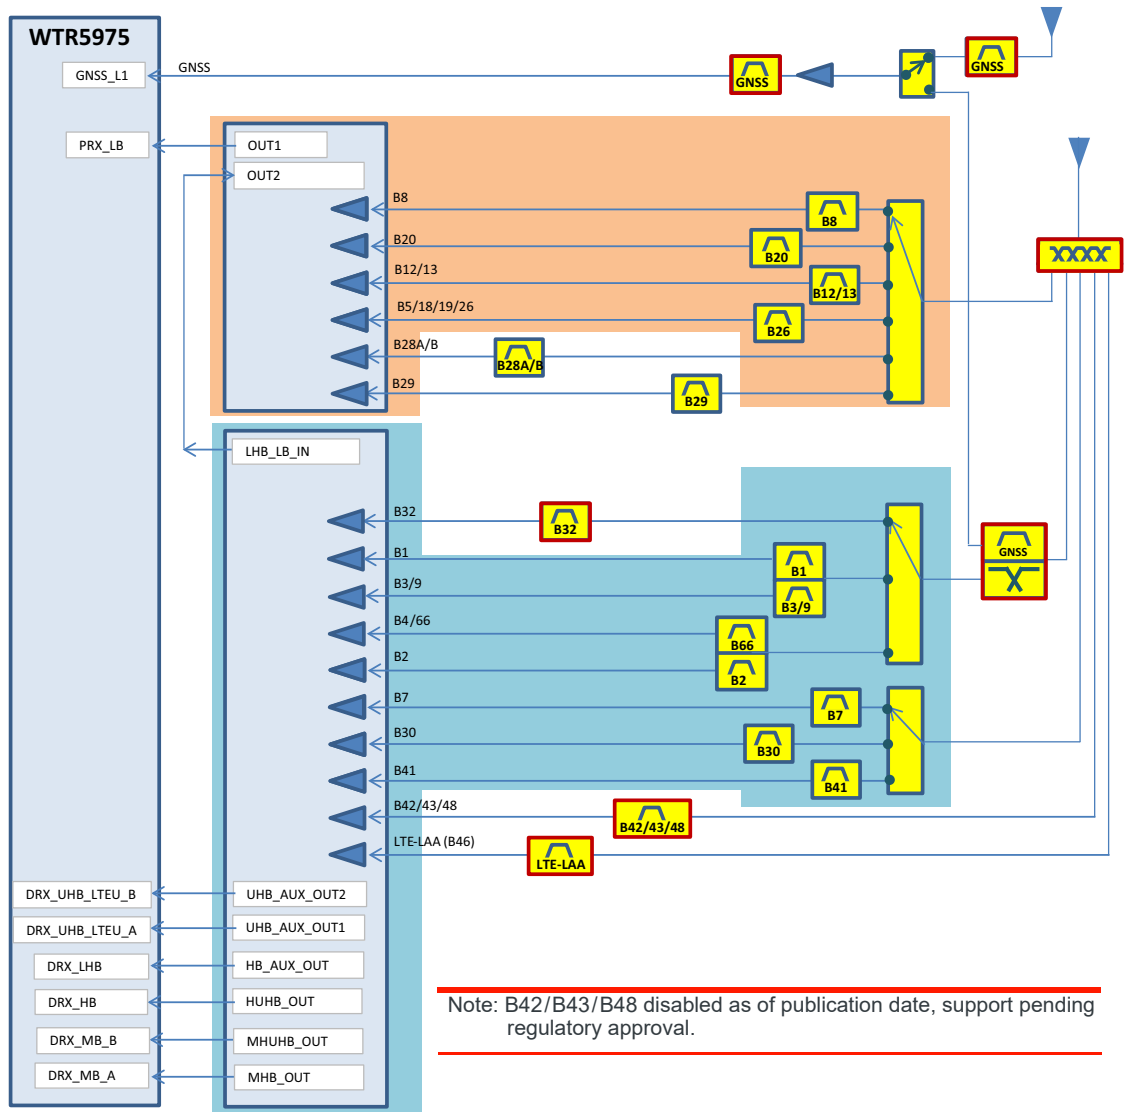 WTR5975
GNSS_L1
GNSS
GNSS
GNSS
PRX_LB
OUT1
OUT2
B8
B8
B20
B20
B12/13
B12/13
B5/18/19/26
B26
B28A/B
B28A/B
B29
B29
XXXX
LHB_LB_IN
B32
B32
B1
B1
GNSS
B3/9
B3/9
B4/66
B66
B2
B2
B7
B7
B30
B30
B41
B41
B42/43/48
B42/43/48
LTE-LAA (B46)
LTE-LAA
DRX_UHB_LTEU_B
UHB_AUX_OUT2
DRX_UHB_LTEU_A
UHB_AUX_OUT1
DRX_LHB
HB_AUX_OUT
DRX_HB
HUHB_OUT
DRX_MB_B
MHUHB_OUT
DRX_MB_A
MHB_OUT
Note: B42/B43/B48 disabled as of publication date, support pending
regulatory approval.